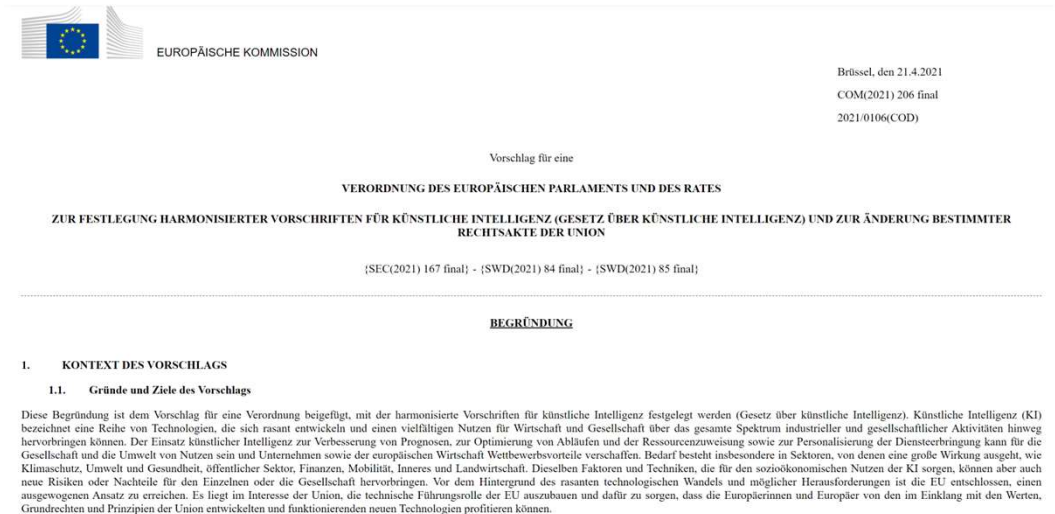 EUROPÄISCHE KOMMISSION
Brüssel, den 21.4.2021
COM(2021) 206 final
2021/0106(COD)
Vorschlag für eine
VERORDNUNG DES EUROPÄISCHEN PARLAMENTS UND DES RATES
ZUR FESTLEGUNG HARMONISIERTER VORSCHRIFTEN FÜR KÜNSTLICHE INTELLIGENZ (GESETZ ÜBER KÜNSTLICHE INTELLIGENZ) UND ZUR ÄNDERUNG BESTIMMTER
RECHTSAKTE DER UNION
{SEC(2021) 167 final} - {SWD(2021) 84 final} - {SWD(2021) 85 final}
BEGRÜNDUNG
1. KONTEXT DES VORSCHLAGS
1.1. Gründe und Ziele des Vorschlags
Diese Begründung ist dem Vorschlag für eine Verordnung beigefügt, mit der harmonisierte Vorschriften für künstliche Intelligenz festgelegt werden (Gesetz über künstliche Intelligenz). Künstliche Intelligenz (KI)
bezeichnet eine Reihe von Technologien, die sich rasant entwickeln und einen vielfältigen Nutzen für Wirtschaft und Gesellschaft über das gesamte Spektrum industrieller und gesellschaftlicher Aktivitäten hinweg
hervorbringen können. Der Einsatz künstlicher Intelligenz zur Verbesserung von Prognosen, zur Optimierung von Abläufen und der Ressourcenzuweisung sowie zur Personalisierung der Diensteerbringung kann für die
Gesellschaft und die Umwelt von Nutzen sein und Unternehmen sowie der europäischen Wirtschaft Wettbewerbsvorteile verschaffen. Bedarf besteht insbesondere in Sektoren, von denen eine große Wirkung ausgeht, wie
Klimaschutz, Umwelt und Gesundheit, öffentlicher Sektor, Finanzen, Mobilität, Inneres und Landwirtschaft. Dieselben Faktoren und Techniken, die für den sozioökonomischen Nutzen der KI sorgen, können aber auch
neue Risiken oder Nachteile für den Einzelnen oder die Gesellschaft hervorbringen. Vor dem Hintergrund des rasanten technologischen Wandels und möglicher Herausforderungen ist die EU entschlossen, einen
ausgewogenen Ansatz zu erreichen. Es liegt im Interesse der Union, die technische Führungsrolle der EU auszubauen und dafür zu sorgen, dass die Europäerinnen und Europäer von den im Einklang mit den Werten,
Grundrechten und Prinzipien der Union entwickelten und funktionierenden neuen Technologien profitieren können.